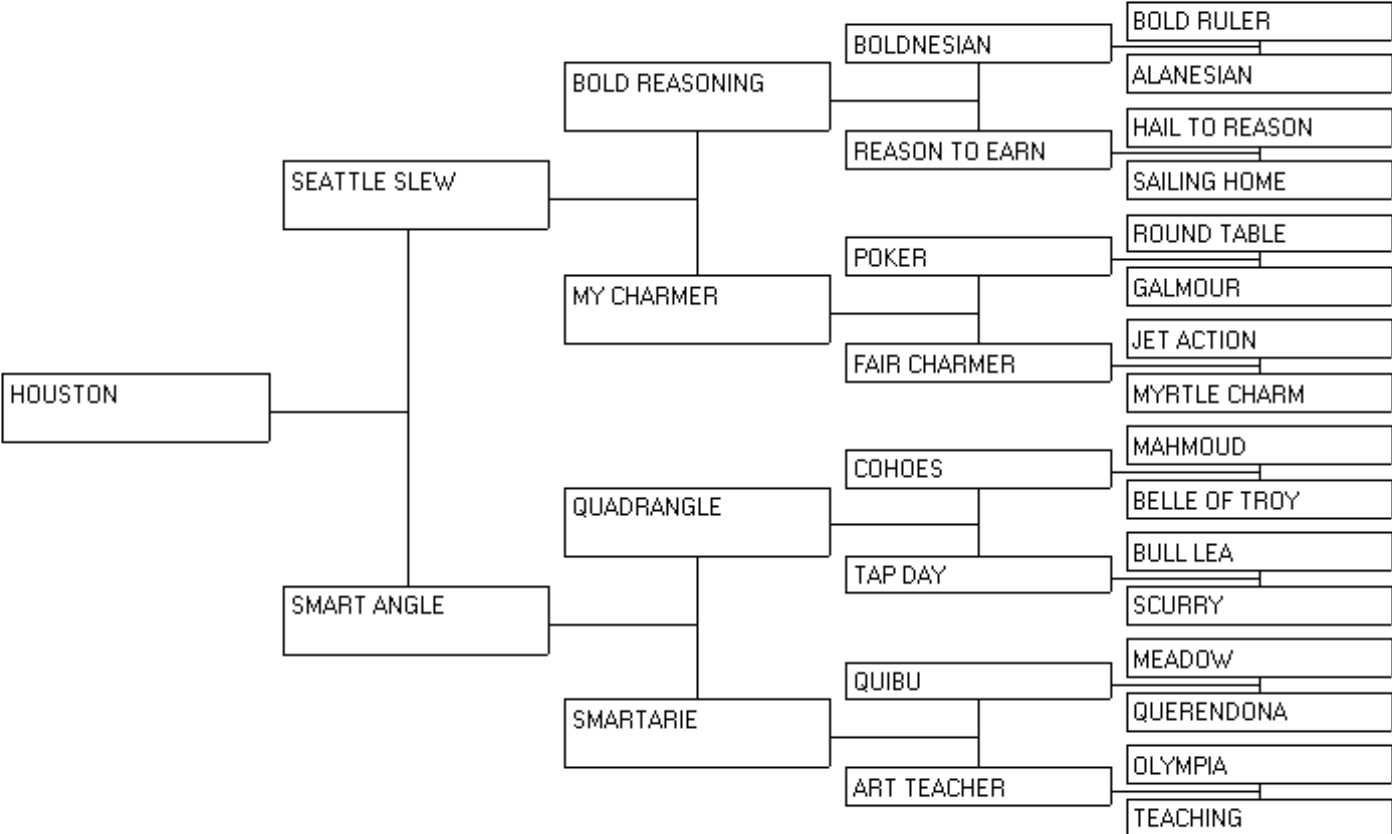 BOLD RULER
BOLDNESIAN
ALANESIAN
BOLD REASONING
HAIL TO REASON
REASON TO EARN
SAILING HOME
SEATTLE SLEW
ROUND TABLE
POKER
GALMOUR
MY CHARMER
JET ACTION
FAIR CHARMER
MYRTLE CHARM
HOUSTON
MAHMOUD
COHOES
BELLE OF TROY
QUADRANGLE
BULL LEA
TAP DAY
SCURRY
SMART ANGLE
MEADOW
QUIBU
QUERENDONA
SMARTARIE
OLYMPIA
ART TEACHER
TEACHING